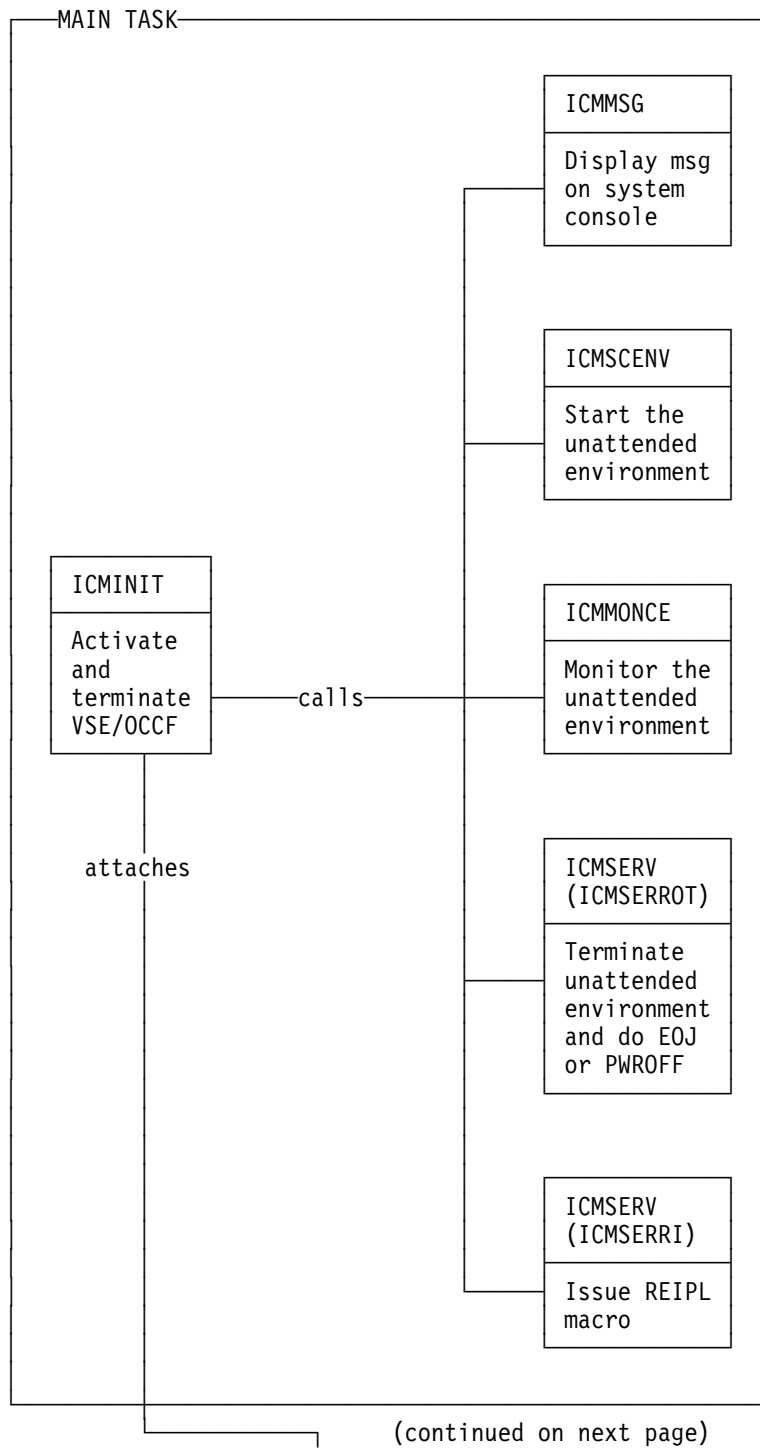 MAIN TASK
ICMMSG
Display msg
on system
console
ICMSCENV
Start the
unattended
environment
ICMINIT
Activate
and
terminate
VSE/OCCF
calls
ICMMONCE
Monitor the
unattended
environment
attaches
ICMSERV
(ICMSERROT)
Terminate
unattended
environment
and do EOJ
or PWROFF
ICMSERV
(ICMSERRI)
Issue REIPL
macro
(continued on next page)